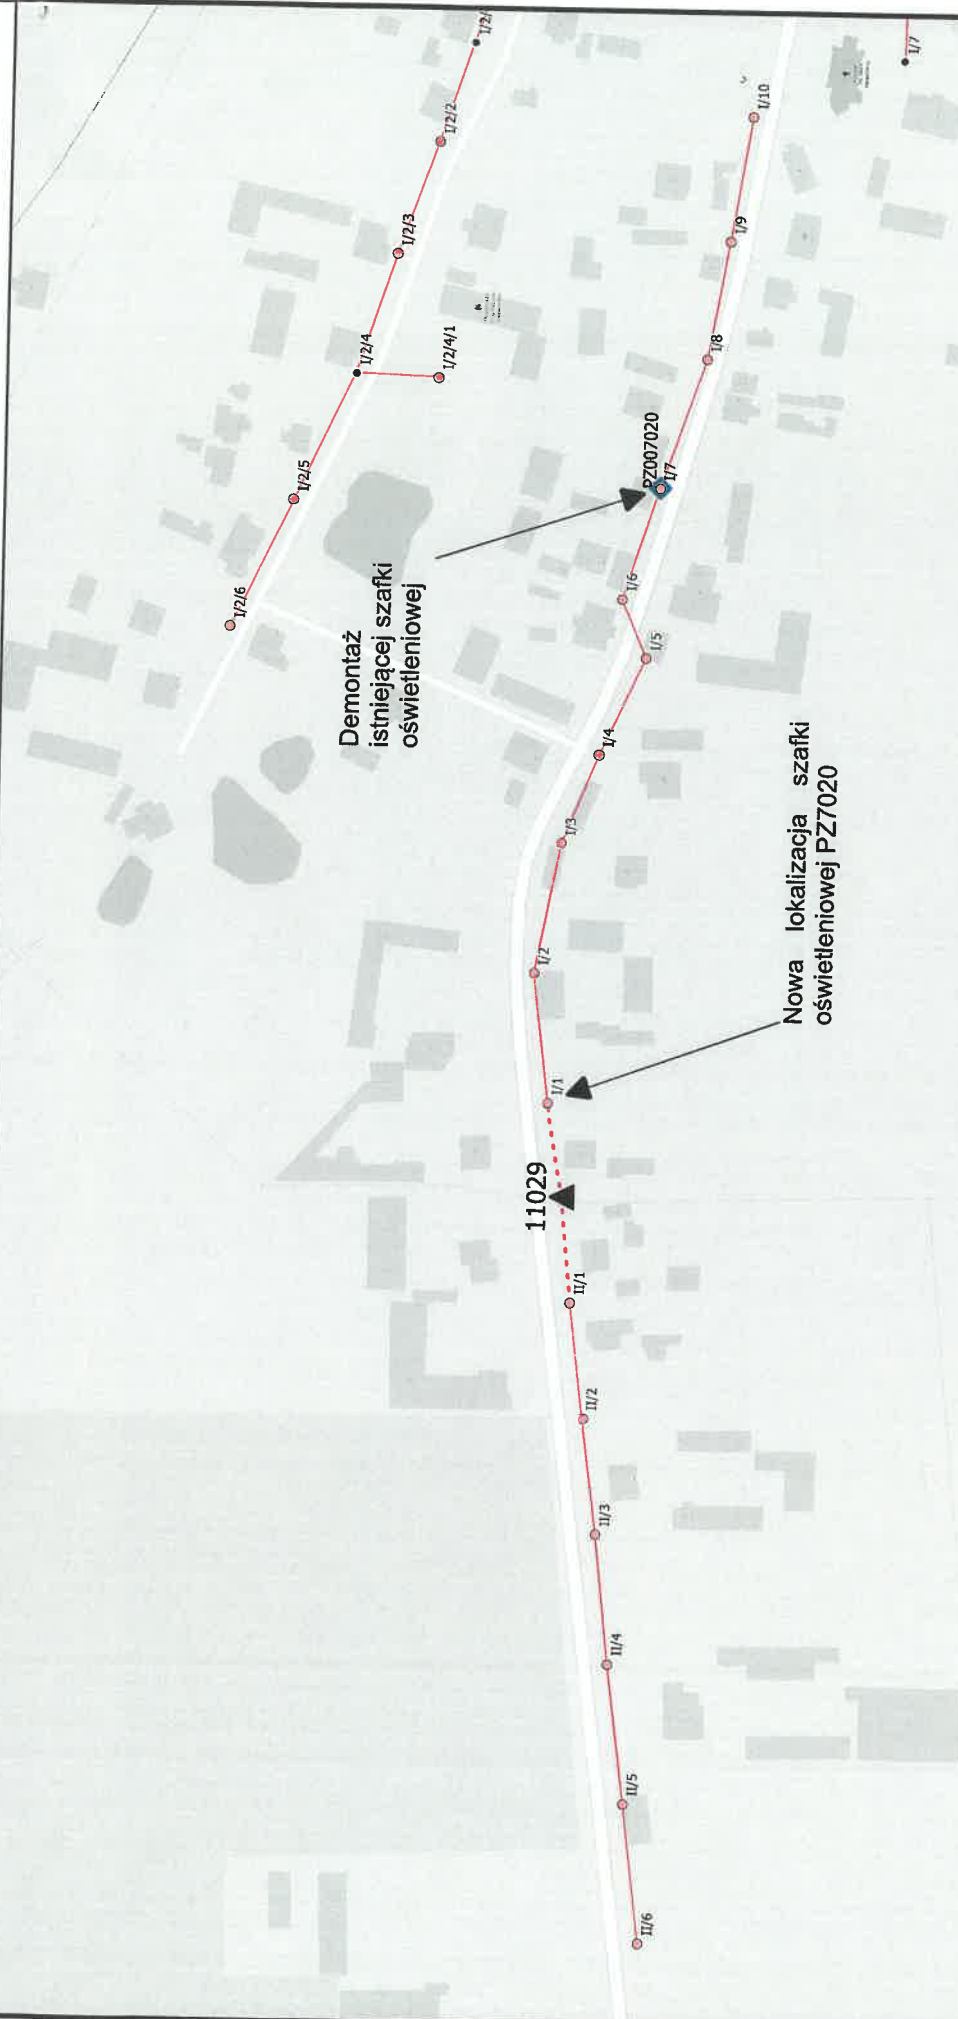 I/2/
I/2/2
I/2/3
I/2/4
I/2/4/1
I/2/5
I/2/6
I/7
I/10
I/9
I/8
PZ007020
I/7
I/6
I/5
I/4
I/3
I/2
I/1
Demontaż
istniejącej szafki
oświetleniowej
Nowa lokalizacja szafki
oświetleniowej PZ7020
11029
II/1
II/2
II/3
II/4
II/5
II/6